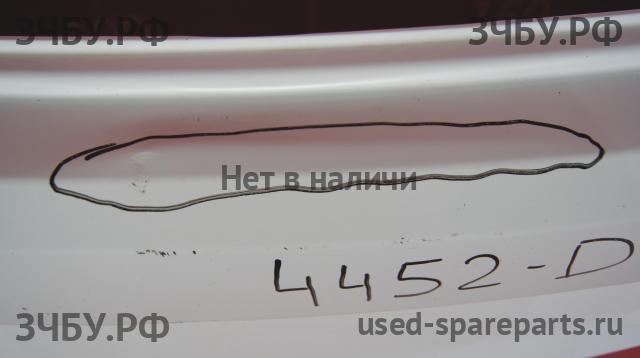 ЗЧБУ.РФ ЗЧБУ.РФ
Нет в наличи
4452-D
ЗЧБУ.РФ used-spareparts.ru